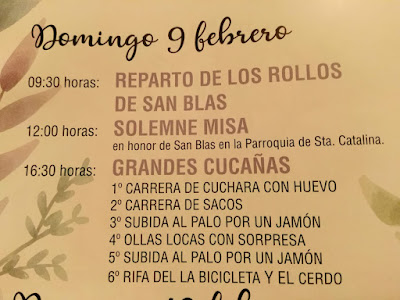 Domingo 9 febrero
09:30 horas: REPARTO DE LOS ROLLOS
DE SAN BLAS
12:00 horas: SOLEMNE MISA
en honor de San Blas en la Parroquia de Sta. Catalina.
16:30 horas: GRANDES CUCAÑAS
1º CARRERA DE CUCHARA CON HUEVO
2º CARRERA DE SACOS
3º SUBIDA AL PALO POR UN JAMÓN
4º OLLAS LOCAS CON SORPRESA
5º SUBIDA AL PALO POR UN JAMÓN
6º RIFA DEL LA BICICLETA Y EL CERDO